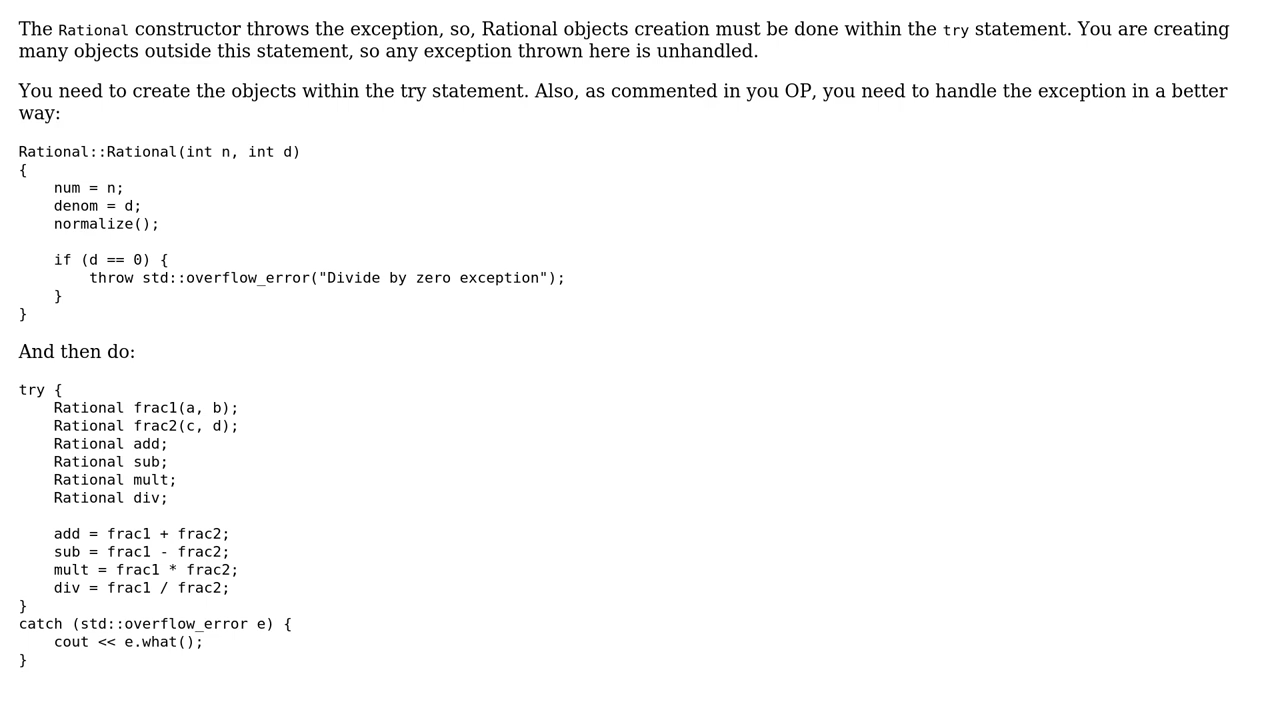 The Rational constructor throws the exception, so, Rational objects creation must be done within the try statement. You are creating
many objects outside this statement, so any exception thrown here is unhandled.
You need to create the objects within the try statement. Also, as commented in you OP, you need to handle the exception in a better
way:
Rational::Rational(int n, int d)
{
    num = n;
    denom = d;
    normalize();

    if (d == 0) {
        throw std::overflow_error("Divide by zero exception");
    }
}
And then do:
try {
    Rational frac1(a, b);
    Rational frac2(c, d);
    Rational add;
    Rational sub;
    Rational mult;
    Rational div;

    add = frac1 + frac2;
    sub = frac1 - frac2;
    mult = frac1 * frac2;
    div = frac1 / frac2;
}
catch (std::overflow_error e) {
    cout << e.what();
}